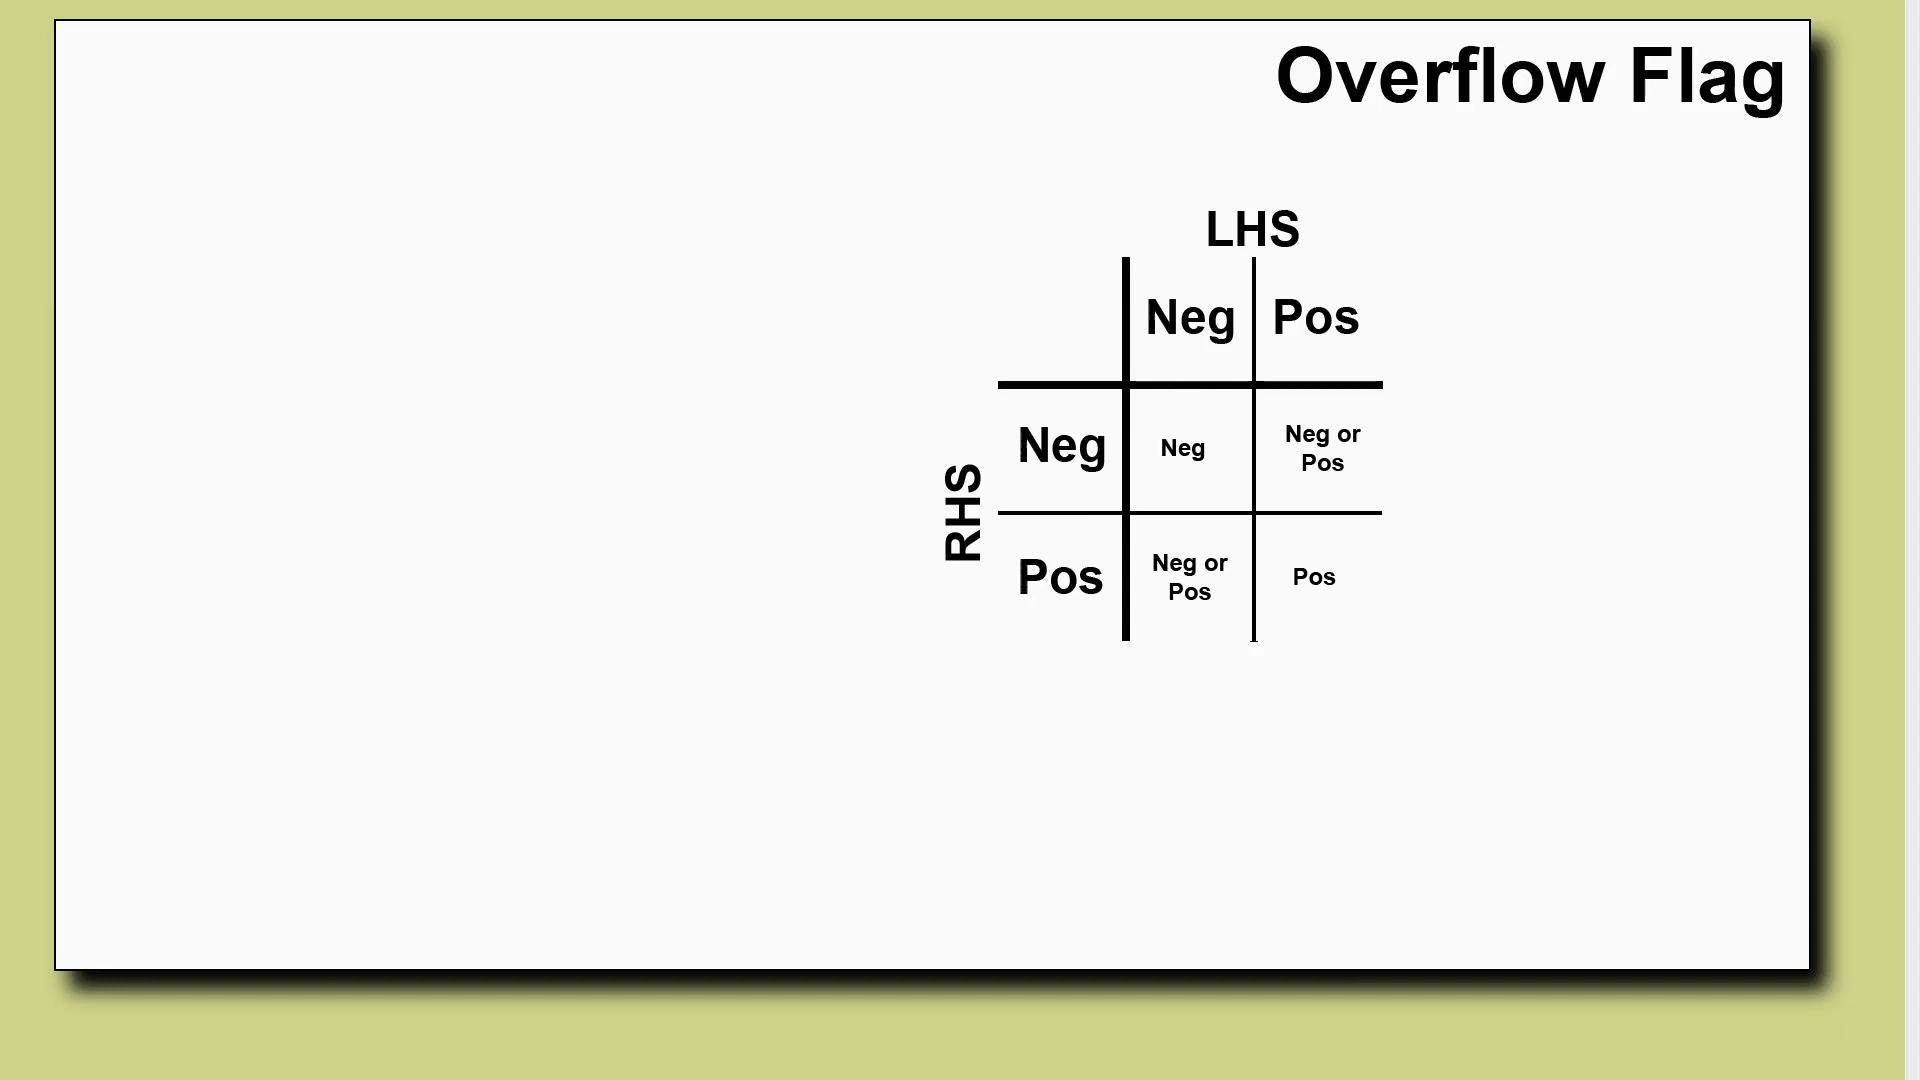 Overflow Flag
LHS
Neg Pos
RHS
Neg Neg Neg or
Pos
Pos Neg or
Pos Pos